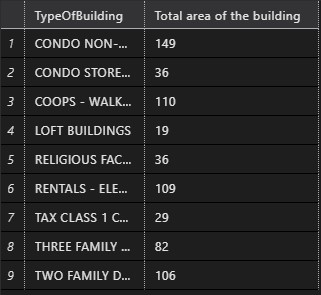 TypeOfBuilding Total area of the building
1 CONDO NON-... 149
2 CONDO STORE... 36
3 COOPS - WALK... 110
4 LOFT BUILDINGS 19
5 RELIGIOUS FAC... 36
6 RENTALS - ELE... 109
7 TAX CLASS 1 C... 29
8 THREE FAMILY ... 82
9 TWO FAMILY D... 106